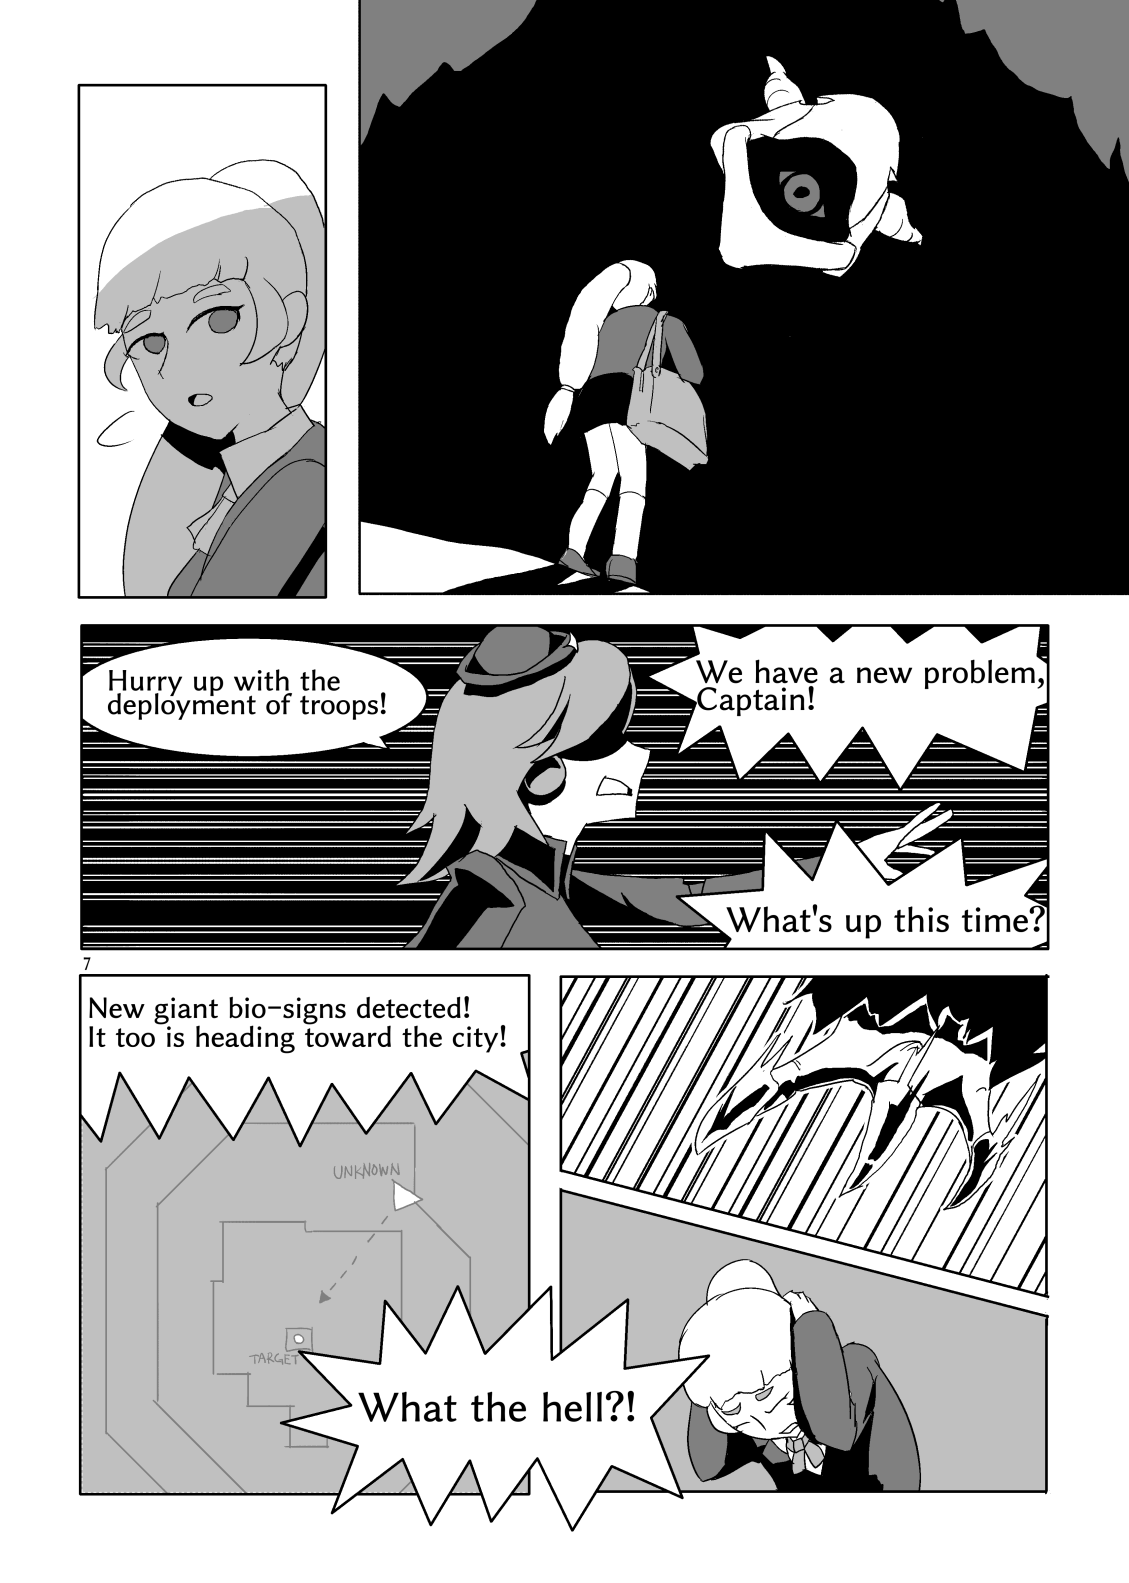 Hurry up with the
deployment of troops!
We have a new problem,
Captain!
What's up this time?
7
New giant bio-signs detected!
It too is heading toward the city!
UNKNOWN
TARGET
What the hell?!